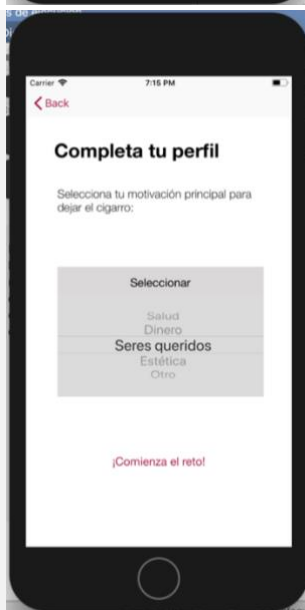 Carrier 7:15 PM
Back
Completa tu perfil
Selecciona tu motivación principal para
dejar el cigarro:
Seleccionar
Salud
Dinero
Seres queridos
Estética
Otro
¡Comienza el reto!